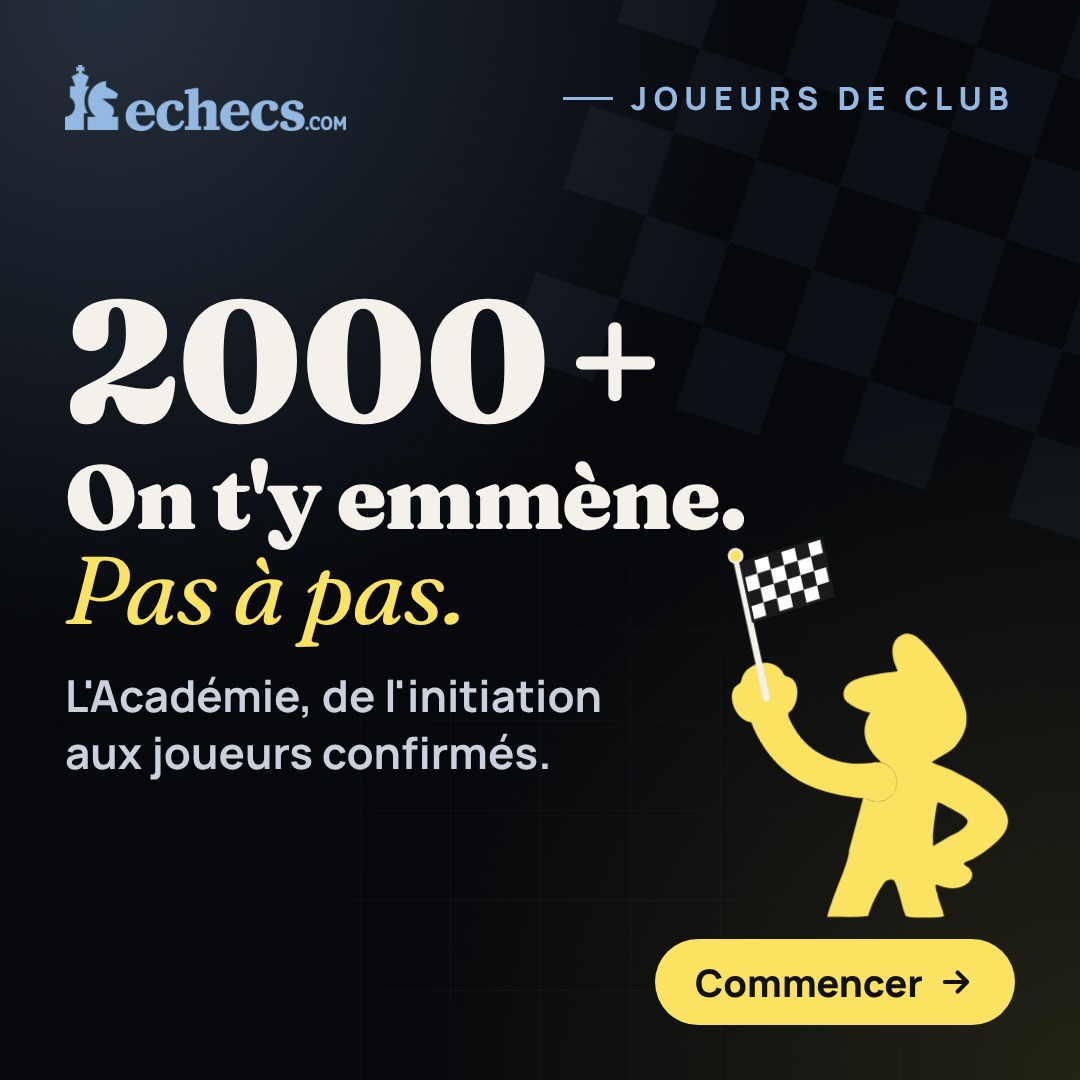 echecs.COM
JOUEURS DE CLUB
2000 +
On t'y emmène.
Pas à pas.
L'Académie, de l'initiation
aux joueurs confirmés.
Commencer →